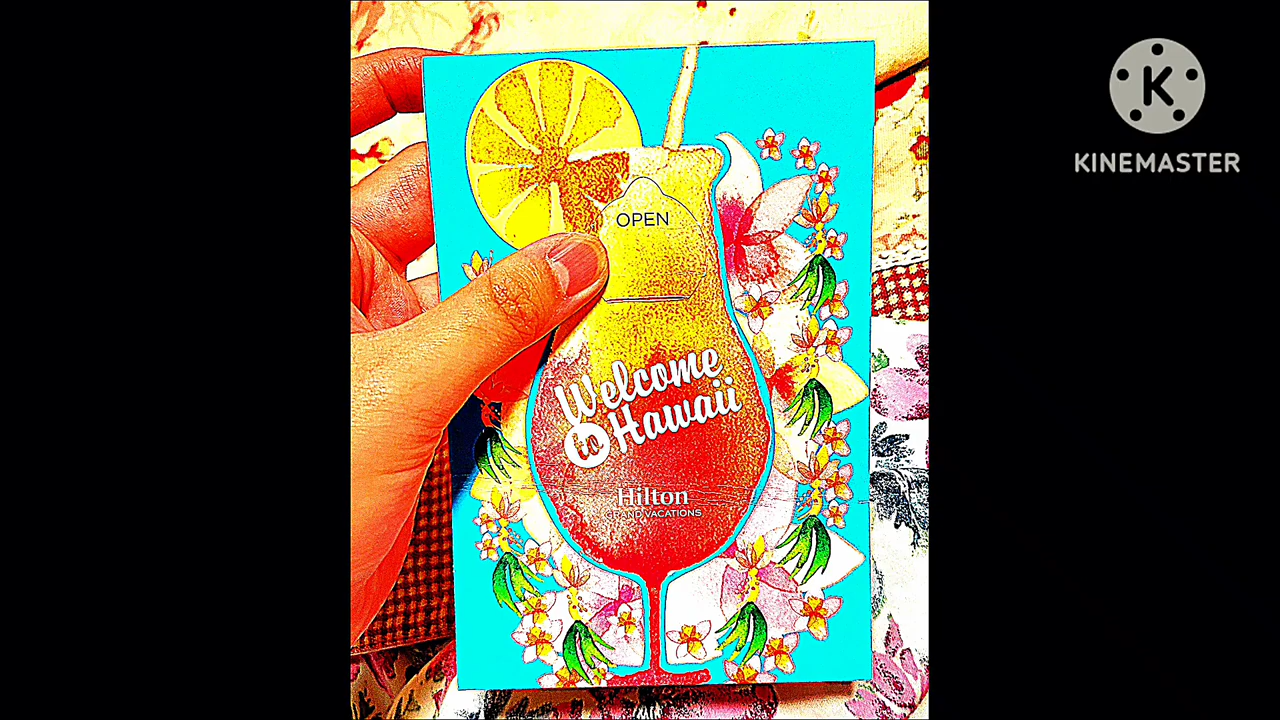 OPEN
Welcome
to Hawaii
Hilton
GRAND VACATIONS
K
KINEMASTER